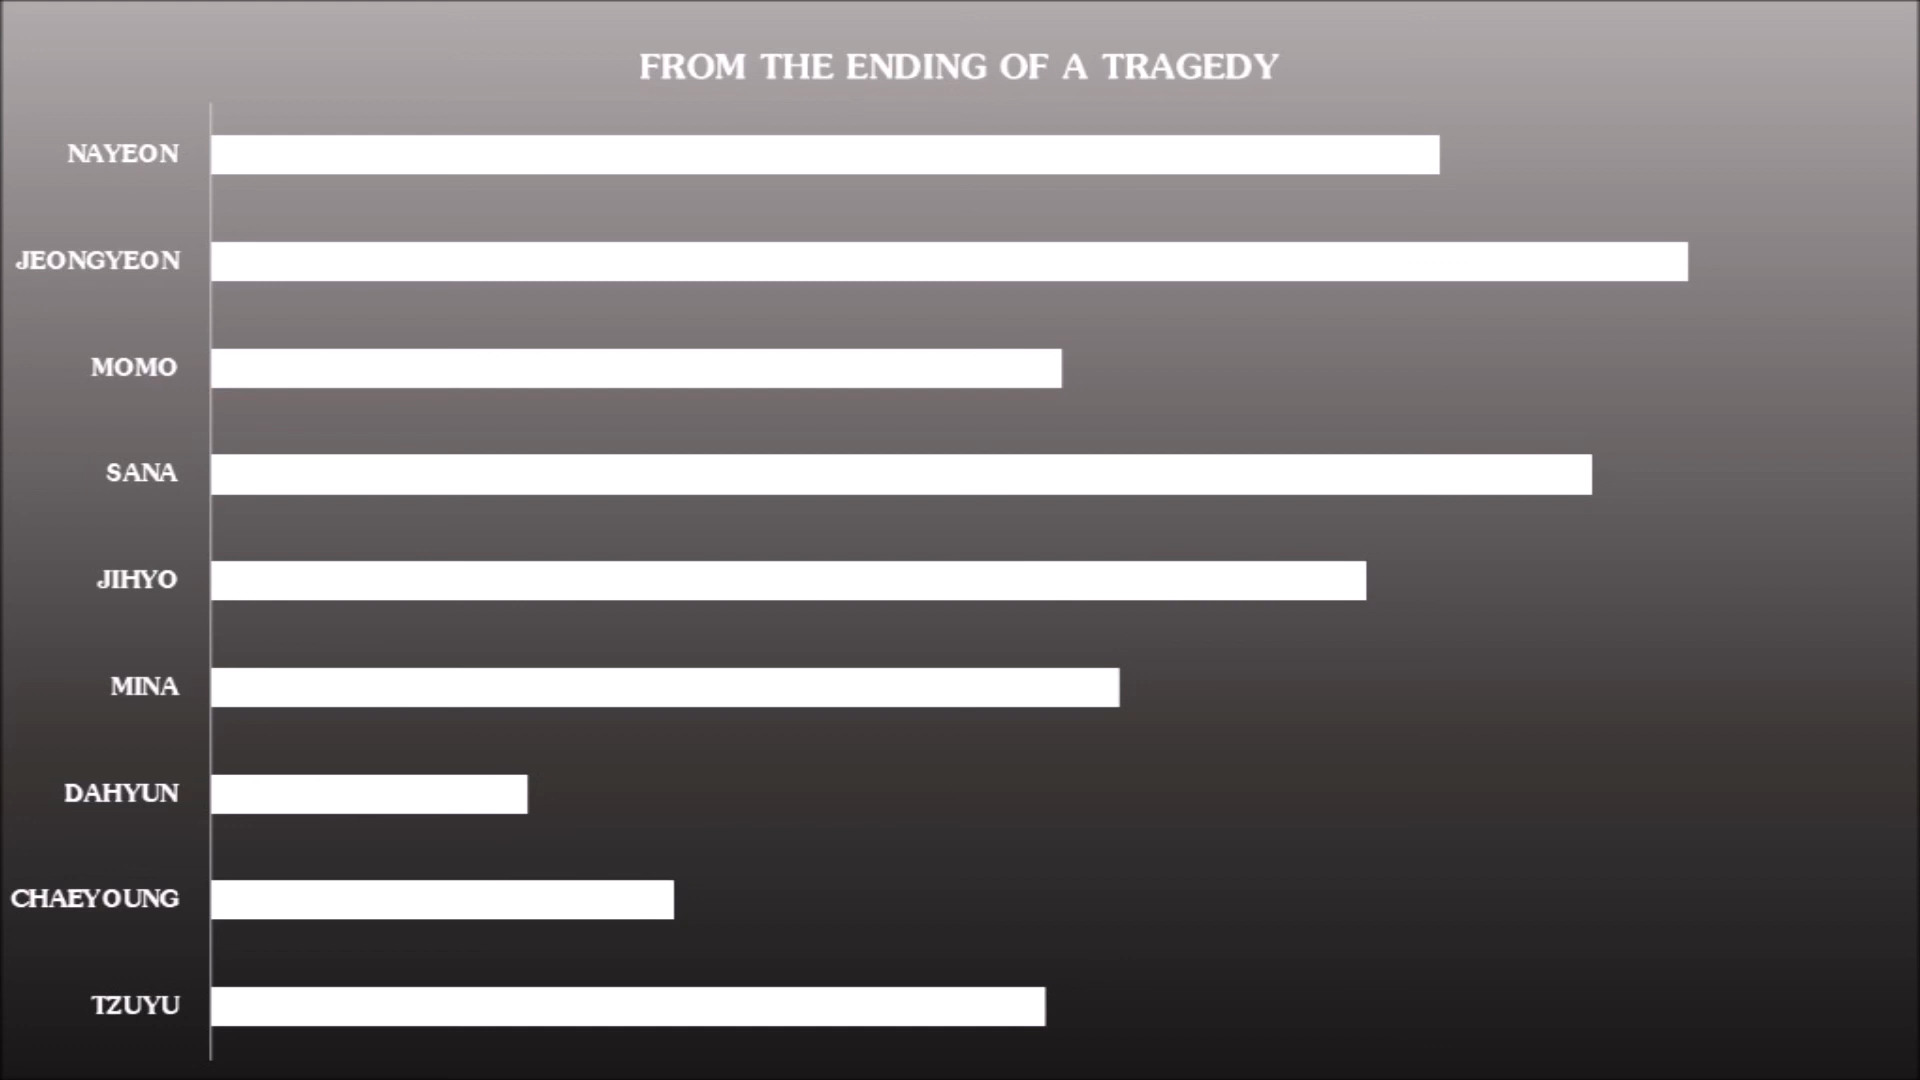 FROM THE ENDING OF A TRAGEDY
NAYEON
JEONGYEON
MOMO
SANA
JIHYO
MINA
DAHYUN
CHAEYOUNG
TZUYU